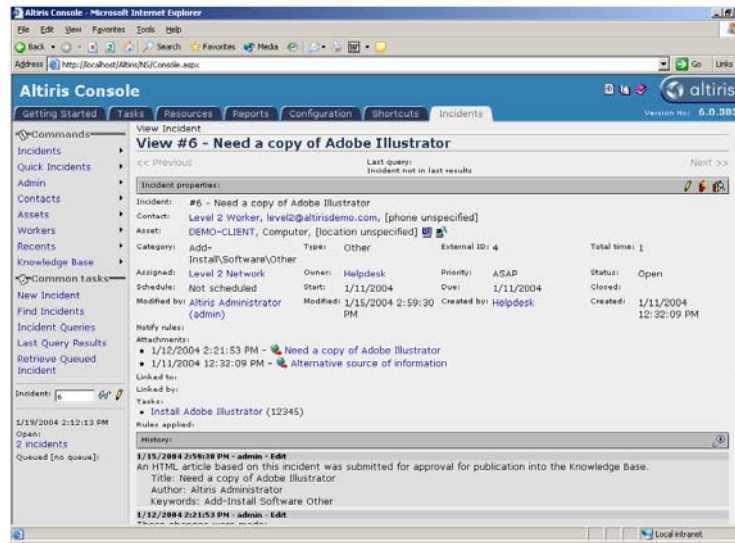 Altiris Console - Microsoft Internet Explorer
File Edit View Favorites Tools Help
Back Search Favorites Media
Address http://localhost/Altiris/NS/Console.aspx Go Links
Altiris Console altiris
Getting Started Tasks Resources Reports Configuration Shortcuts Incidents Version No: 6.0.383
Commands
Incidents
Quick Incidents
Admin
Contacts
Assets
Workers
Recents
Knowledge Base
Common tasks
New Incident
Find Incidents
Incident Queries
Last Query Results
Retrieve Queued
Incident
Incident: 6
1/19/2004 2:12:13 PM
Open:
2 incidents
Queued [no queue]:
View Incident
View #6 - Need a copy of Adobe Illustrator
<< Previous Last query: Next >>
Incident not in last results
Incident properties:
Incident: #6 - Need a copy of Adobe Illustrator
Contact: Level 2 Worker, level2@altirisdemo.com, [phone unspecified]
Asset: DEMO-CLIENT, Computer, [location unspecified]
Category: Add-Install\Software\Other Type: Other External ID: 4 Total time: 1
Assigned: Level 2 Network Owner: Helpdesk Priority: ASAP Status: Open
Schedule: Not scheduled Start: 1/11/2004 Due: 1/11/2004 Closed:
Modified by: Altiris Administrator (admin) Modified: 1/15/2004 2:59:30 PM Created by: Helpdesk Created: 1/11/2004 12:32:09 PM
Notify rules:
Attachments:
• 1/12/2004 2:21:53 PM - Need a copy of Adobe Illustrator
• 1/11/2004 12:32:09 PM - Alternative source of information
Linked to:
Linked by:
Tasks:
• Install Adobe Illustrator (12345)
Rules applied:
History:
1/15/2004 2:59:30 PM - admin - Edit
An HTML article based on this incident was submitted for approval for publication into the Knowledge Base.
Title: Need a copy of Adobe Illustrator
Author: Altiris Administrator
Keywords: Add-Install Software Other
1/12/2004 2:21:53 PM - admin - Edit
These changes were made:
Local intranet